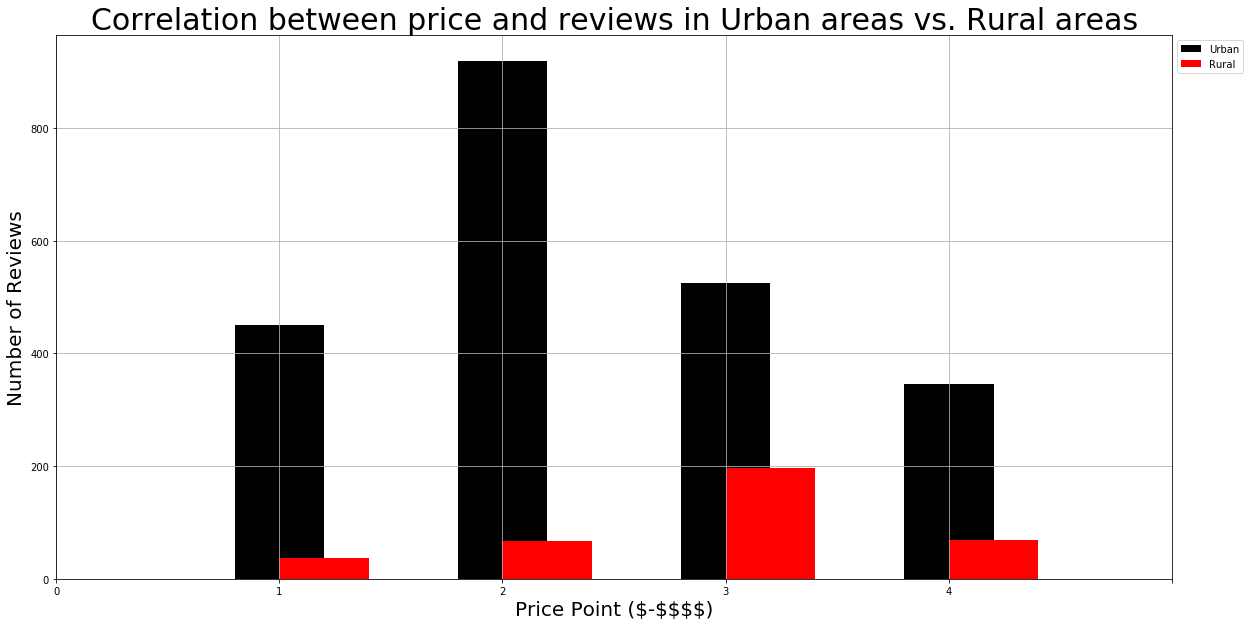 Correlation between price and reviews in Urban areas vs. Rural areas
Urban
Rural
Number of Reviews
800
600
400
200
0
0 1 2 3 4
Price Point ($-$$$$)